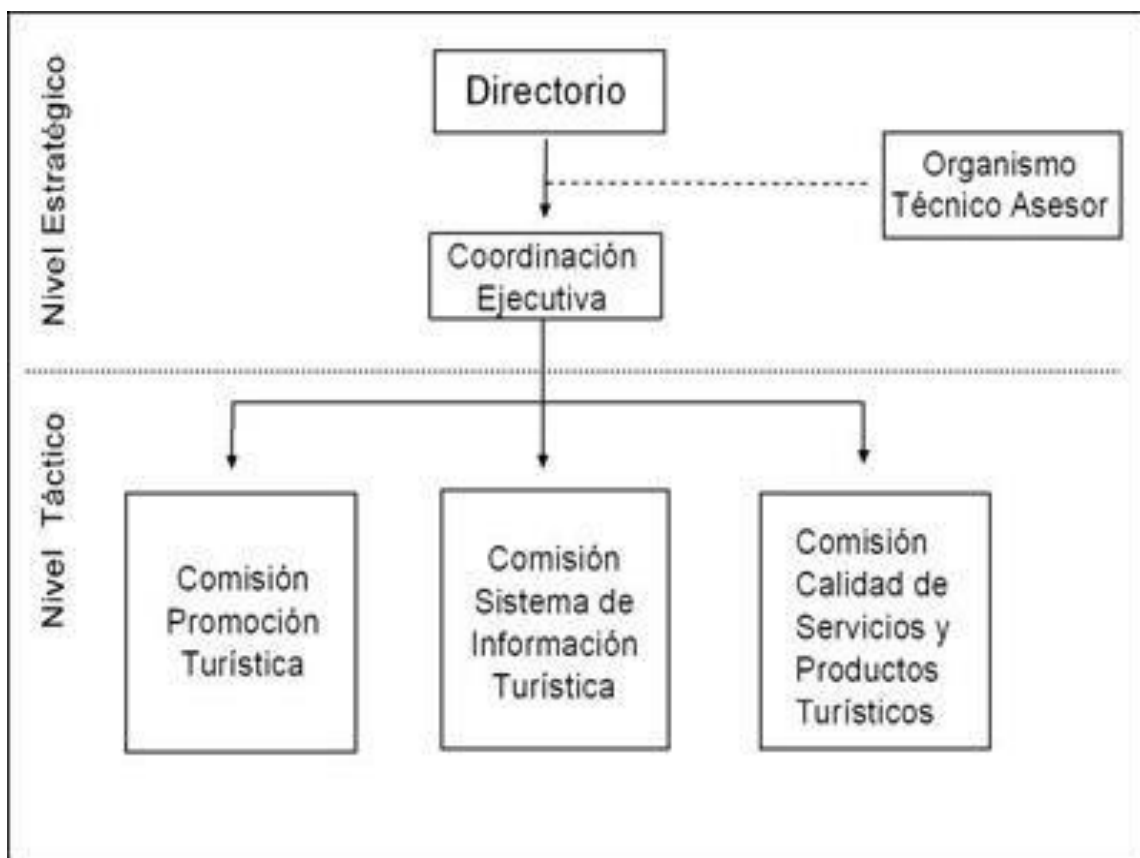 Nivel Estratégico
Directorio
Organismo
Técnico Asesor
Coordinación
Ejecutiva
Nivel Táctico
Comisión
Promoción
Turística
Comisión
Sistema de
Información
Turística
Comisión
Calidad de
Servicios y
Productos
Turísticos